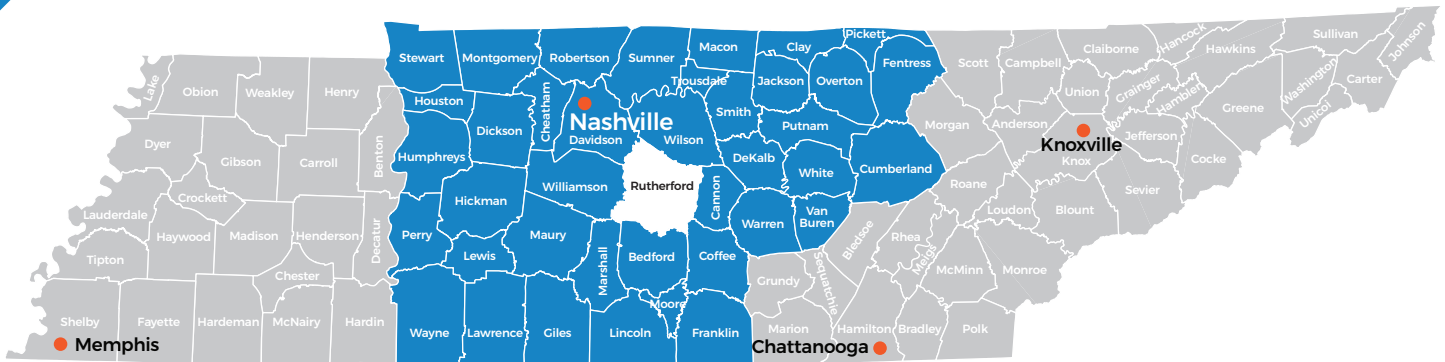 Lake
Obion
Weakley
Henry
Dyer
Gibson
Carroll
Benton
Crockett
Lauderdale
Haywood
Madison
Henderson
Decatur
Tipton
Chester
Shelby
Fayette
Hardeman
McNairy
Hardin
Memphis
Stewart
Montgomery
Robertson
Sumner
Macon
Clay
Pickett
Fentress
Houston
Cheatham
Trousdale
Jackson
Overton
Dickson
Nashville
Davidson
Wilson
Smith
Putnam
Humphreys
DeKalb
White
Cumberland
Williamson
Rutherford
Cannon
Hickman
Perry
Lewis
Maury
Marshall
Bedford
Coffee
Warren
Van
Buren
Moore
Wayne
Lawrence
Giles
Lincoln
Franklin
Scott
Campbell
Claiborne
Hancock
Hawkins
Sullivan
Johnson
Union
Grainger
Hamblen
Washington
Carter
Unicoi
Greene
Morgan
Anderson
Knoxville
Knox
Jefferson
Cocke
Sevier
Roane
Loudon
Blount
Bledsoe
Rhea
Meigs
McMinn
Monroe
Sequatchie
Grundy
Marion
Hamilton
Bradley
Polk
Chattanooga